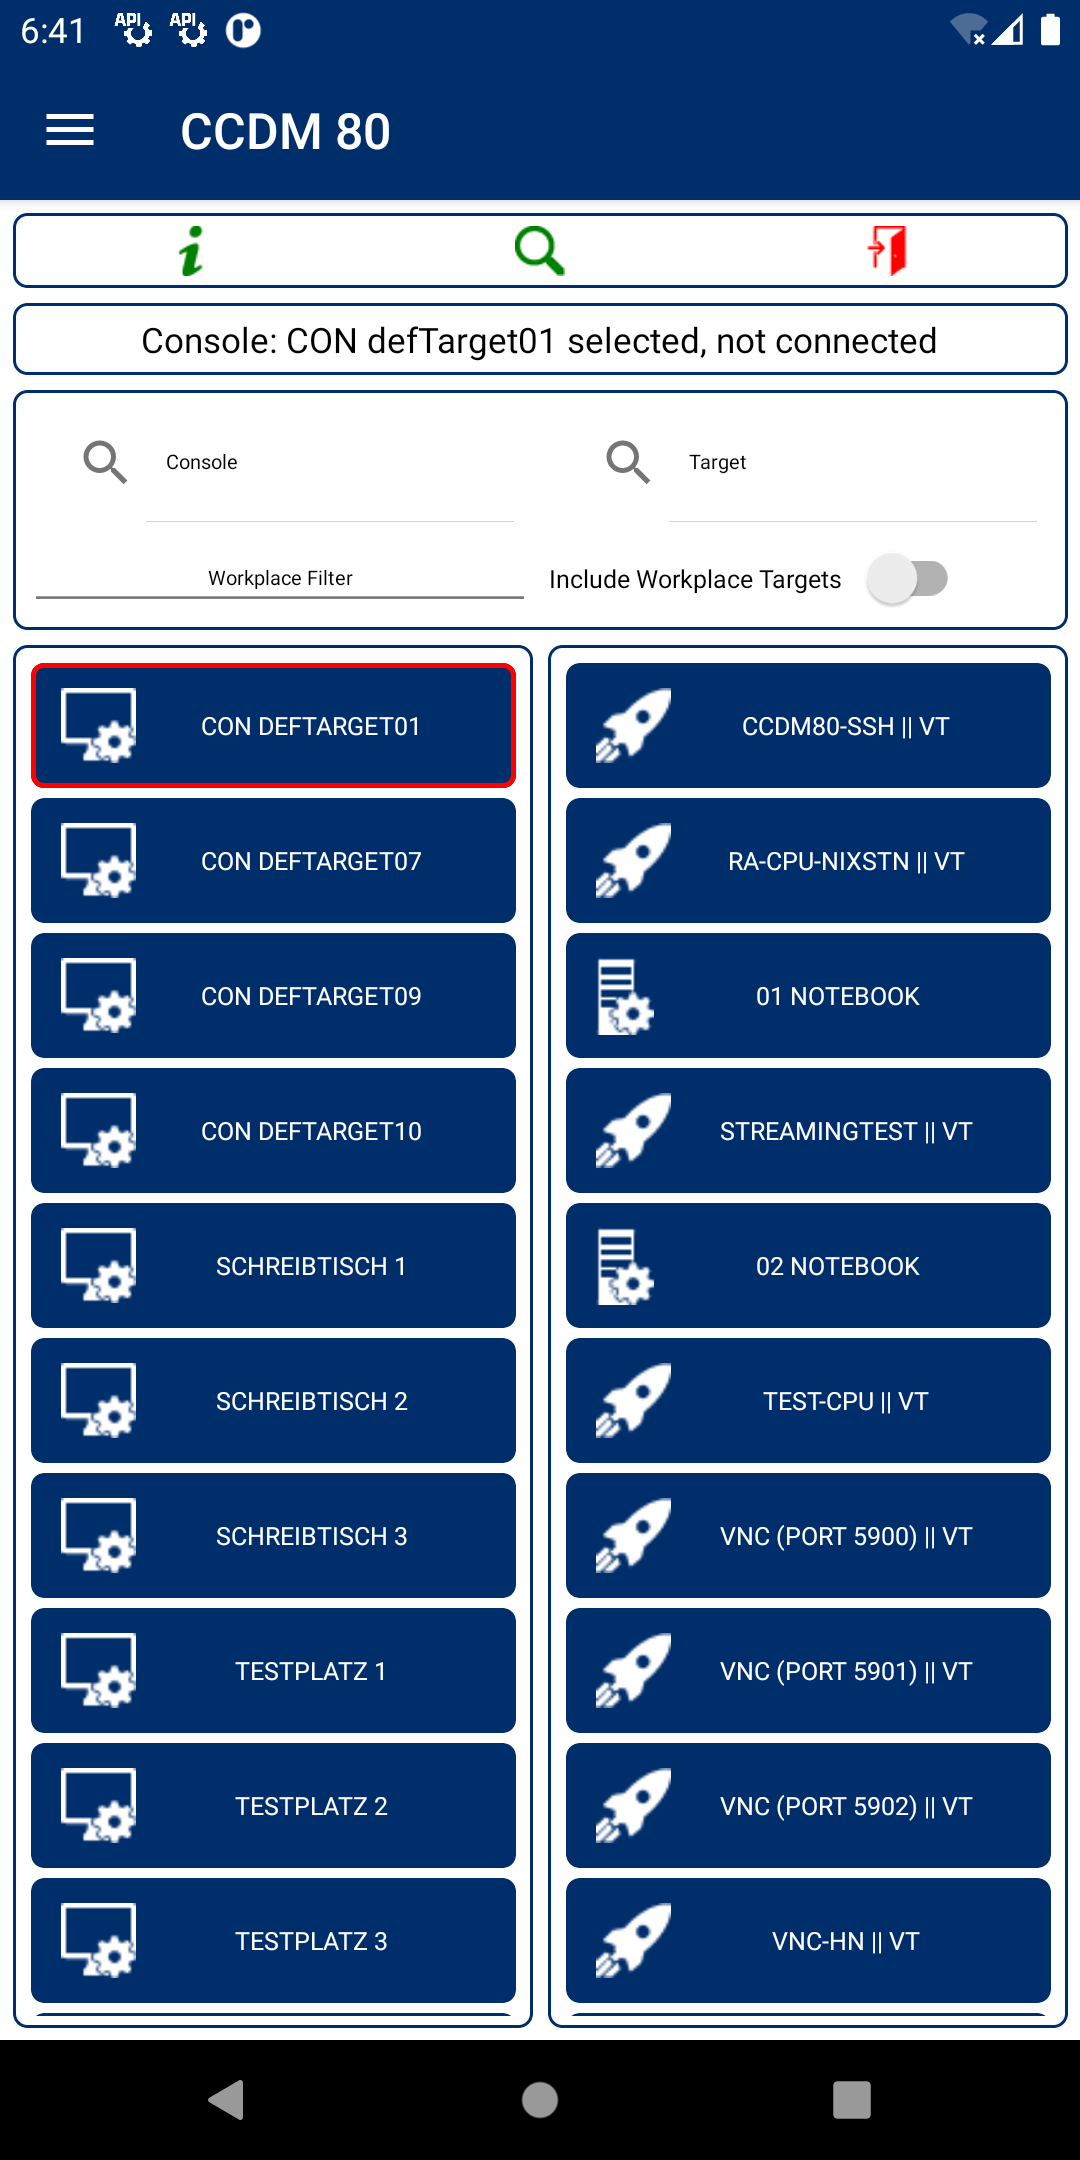 6:41 API API
CCDM 80
Console: CON defTarget01 selected, not connected
Console
Target
Workplace Filter
Include Workplace Targets
CON DEFTARGET01
CON DEFTARGET07
CON DEFTARGET09
CON DEFTARGET10
SCHREIBTISCH 1
SCHREIBTISCH 2
SCHREIBTISCH 3
TESTPLATZ 1
TESTPLATZ 2
TESTPLATZ 3
CCDM80-SSH || VT
RA-CPU-NIXSTN || VT
01 NOTEBOOK
STREAMINGTEST || VT
02 NOTEBOOK
TEST-CPU || VT
VNC (PORT 5900) || VT
VNC (PORT 5901) || VT
VNC (PORT 5902) || VT
VNC-HN || VT